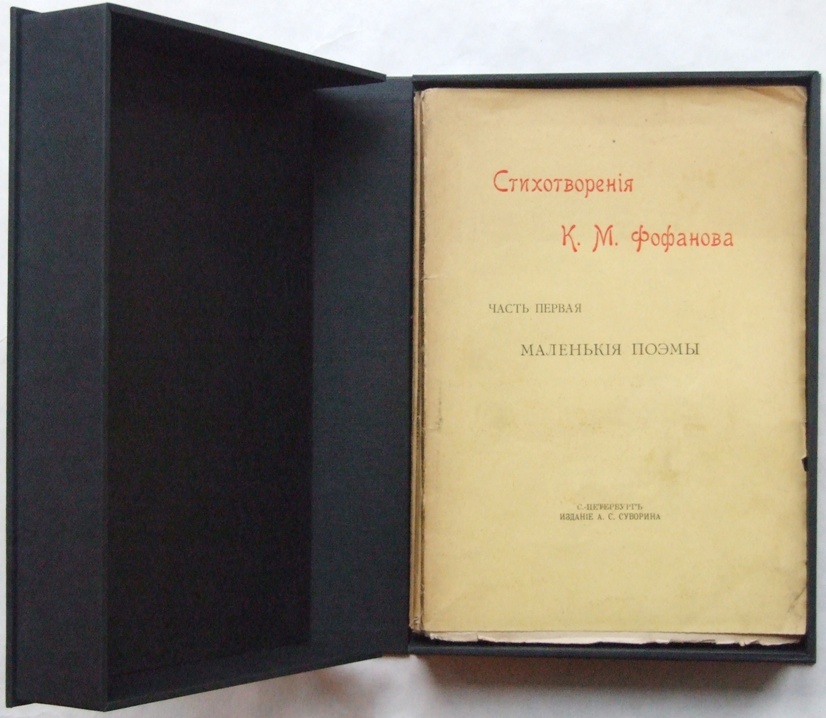 Стихотворенія
К. М. Фофанова
ЧАСТЬ ПЕРВАЯ
МАЛЕНЬКІЯ ПОЭМЫ
С.-ПЕТЕРБУРГЪ
ИЗДАНІЕ А. С. СУВОРИНА